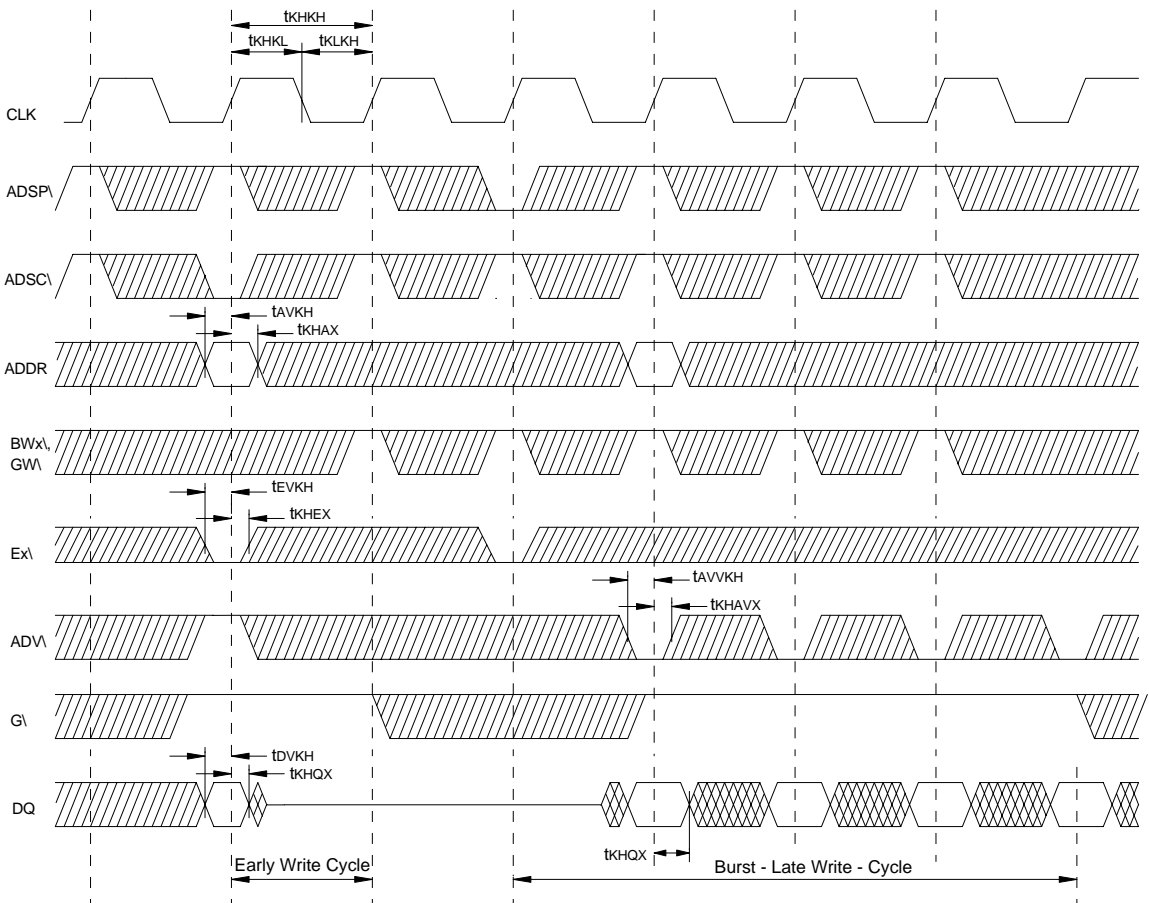 tKHKH
tKHKL
tKLKH
CLK
ADSP\
ADSC\
tAVKH
tKHAX
ADDR
BWx\,
GW\
tEVKH
tKHEX
Ex\
tAVVKH
tKHAVX
ADV\
G\
tDVKH
tKHQX
DQ
tKHQX
Early Write Cycle
Burst - Late Write - Cycle